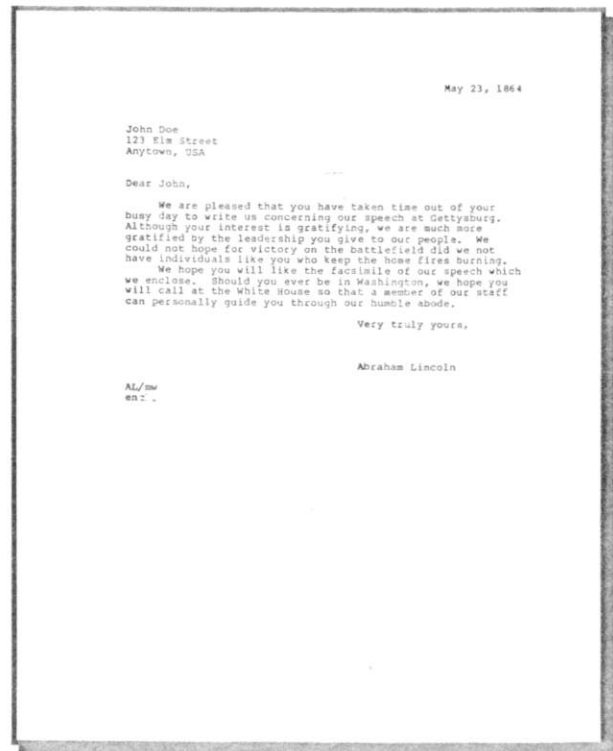 May 23, 1864
John Doe
123 Elm Street
Anytown, USA
Dear John,
We are pleased that you have taken time out of your
busy day to write us concerning our speech at Gettysburg.
Although your interest is gratifying, we are much more
gratified by the leadership you give to our people. We
could not hope for victory on the battlefield did we not
have individuals like you who keep the home fires burning.
We hope you will like the facsimile of our speech which
we enclose. Should you ever be in Washington, we hope you
will call at the White House so that a member of our staff
can personally guide you through our humble abode.
Very truly yours,
Abraham Lincoln
AL/mw